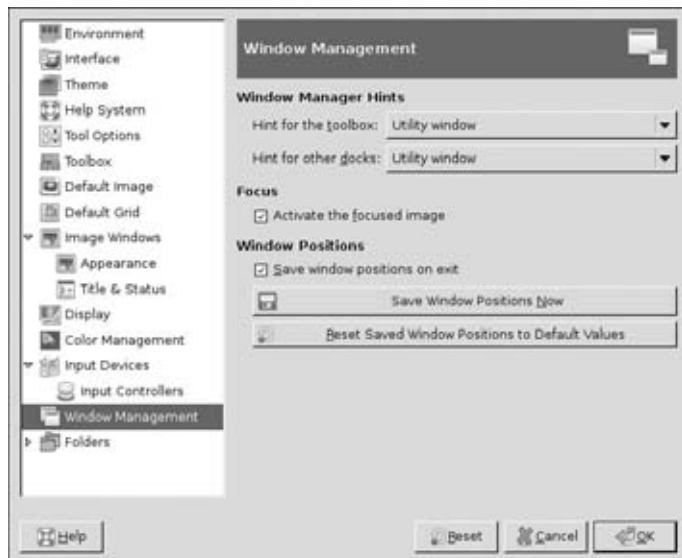 Environment
Interface
Theme
Help System
Tool Options
Toolbox
Default Image
Default Grid
Image Windows
Appearance
Title & Status
Display
Color Management
Input Devices
Input Controllers
Window Management
Folders
Window Management
Window Manager Hints
Hint for the toolbox: Utility window
Hint for other docks: Utility window
Focus
Activate the focused image
Window Positions
Save window positions on exit
Save Window Positions Now
Reset Saved Window Positions to Default Values
Help
Reset
Cancel
OK